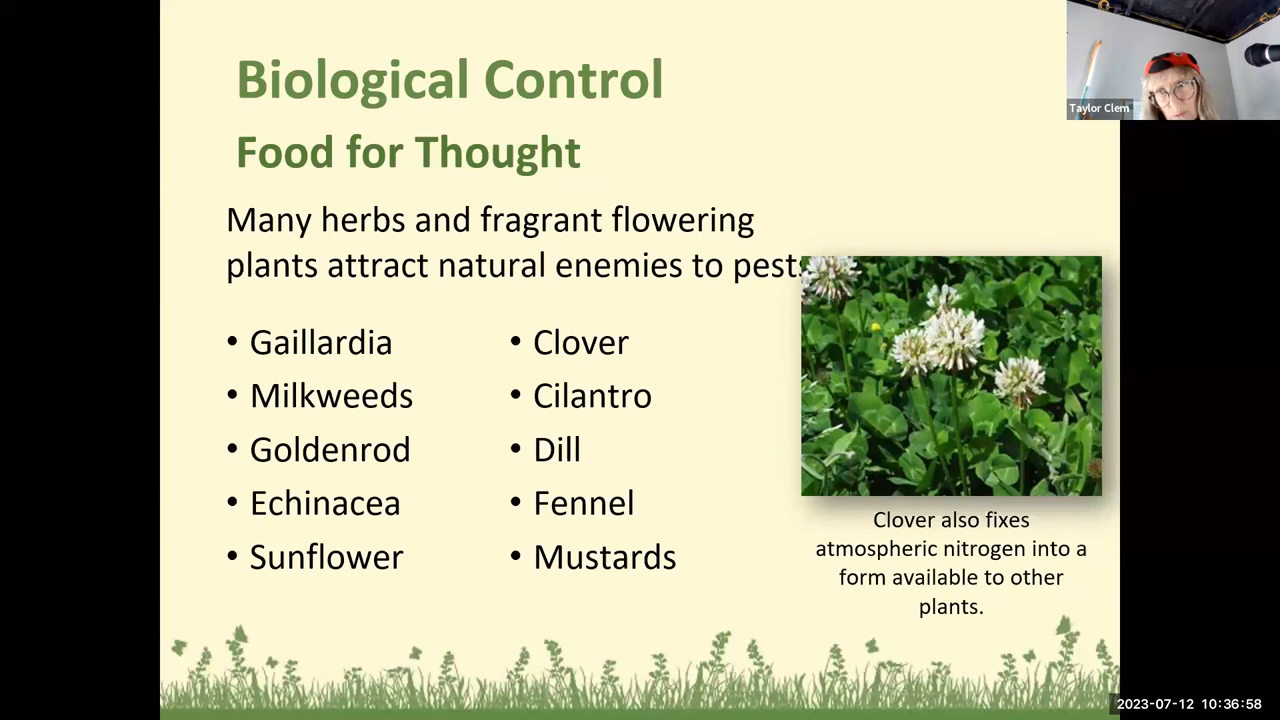 Biological Control
Food for Thought
Many herbs and fragrant flowering
plants attract natural enemies to pests
• Gaillardia
• Milkweeds
• Goldenrod
• Echinacea
• Sunflower
• Clover
• Cilantro
• Dill
• Fennel
• Mustards
Clover also fixes
atmospheric nitrogen into a
form available to other
plants.
Taylor Clem
2023-07-12 10:36:58